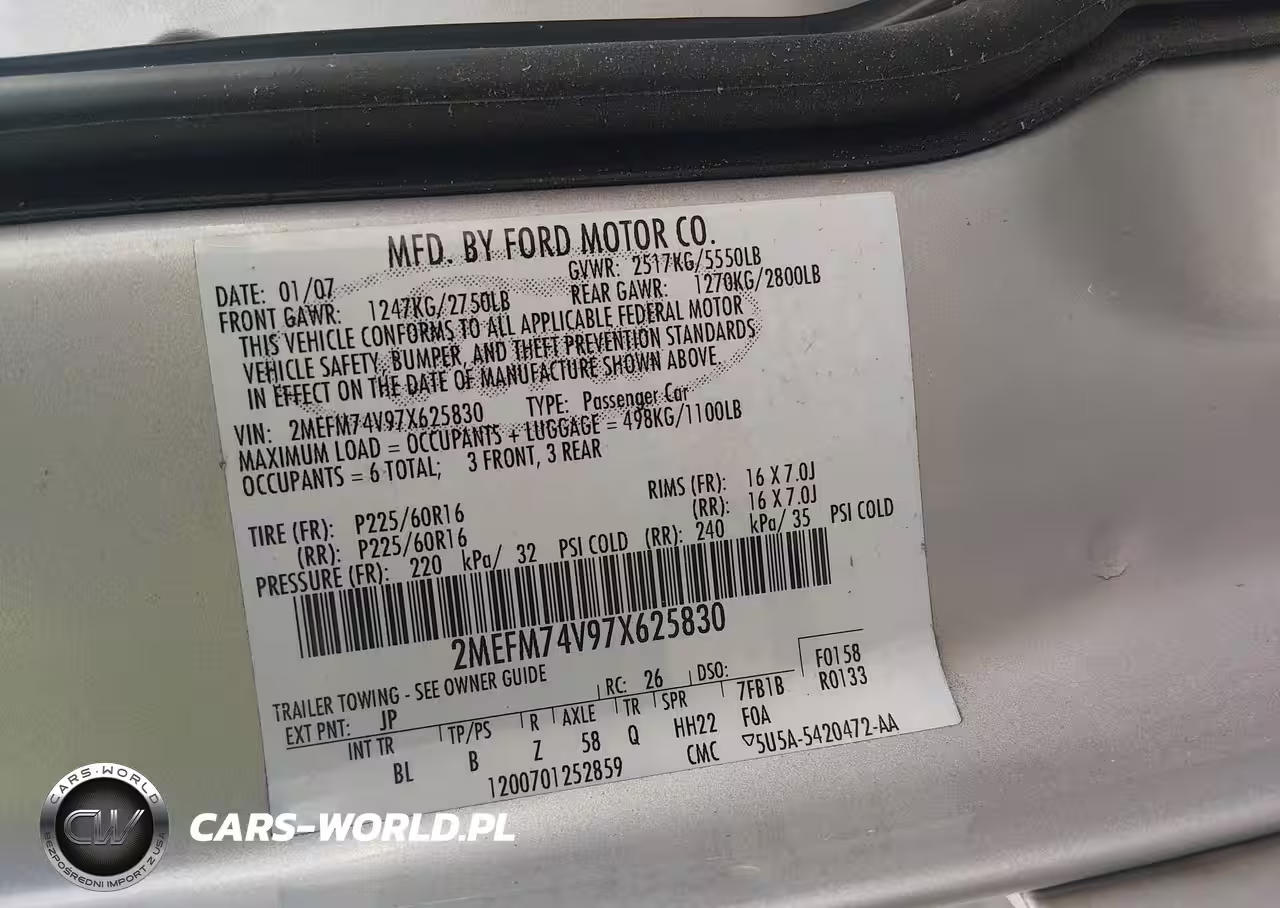 MFD. BY FORD MOTOR CO.
DATE: 01/07 GVWR: 2517KG/5550LB
FRONT GAWR: 1247KG/2750LB REAR GAWR: 1270KG/2800LB
THIS VEHICLE CONFORMS TO ALL APPLICABLE FEDERAL MOTOR
VEHICLE SAFETY, BUMPER, AND THEFT PREVENTION STANDARDS
IN EFFECT ON THE DATE OF MANUFACTURE SHOWN ABOVE.
VIN: 2MEFM74V97X625830 TYPE: Passenger Car
MAXIMUM LOAD = OCCUPANTS + LUGGAGE = 498KG/1100LB
OCCUPANTS = 6 TOTAL; 3 FRONT, 3 REAR
RIMS (FR): 16 X 7.0J
TIRE (FR): P225/60R16 (RR): 16 X 7.0J
(RR): P225/60R16
PRESSURE (FR): 220 kPa/ 32 PSI COLD (RR): 240 kPa/ 35 PSI COLD
2MEFM74V97X625830
TRAILER TOWING - SEE OWNER GUIDE
EXT PNT: JP RC: 26 DSO: F0158
INT TR TP/PS R AXLE TR SPR 7FB1B R0133
BL B Z 58 Q HH22 F0A
1200701252859 CMC ▽5U5A-5420472-AA
CARS-WORLD
CW
BEZPOŚREDNI IMPORT Z USA
CARS-WORLD.PL